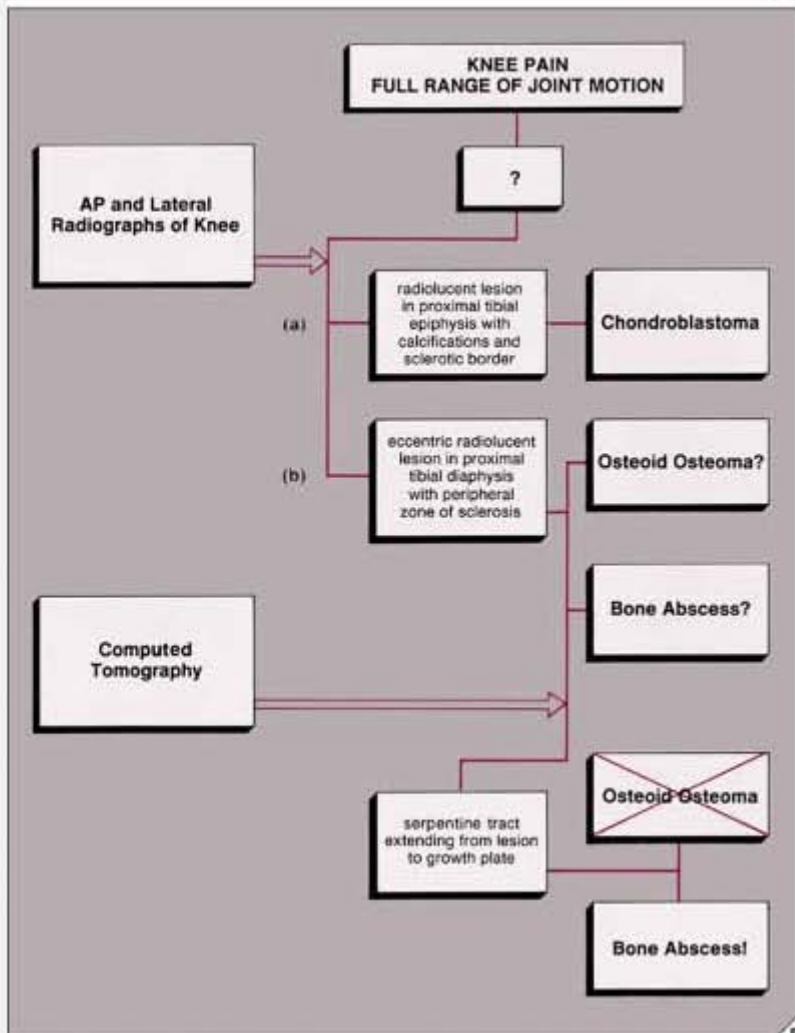 KNEE PAIN
FULL RANGE OF JOINT MOTION
?
AP and Lateral
Radiographs of Knee
(a)
radiolucent lesion
in proximal tibial
epiphysis with
calcifications and
sclerotic border
Chondroblastoma
(b)
eccentric radiolucent
lesion in proximal
tibial diaphysis
with peripheral
zone of sclerosis
Osteoid Osteoma?
Bone Abscess?
Computed
Tomography
serpentine tract
extending from lesion
to growth plate
Osteoid Osteoma
Bone Abscess!